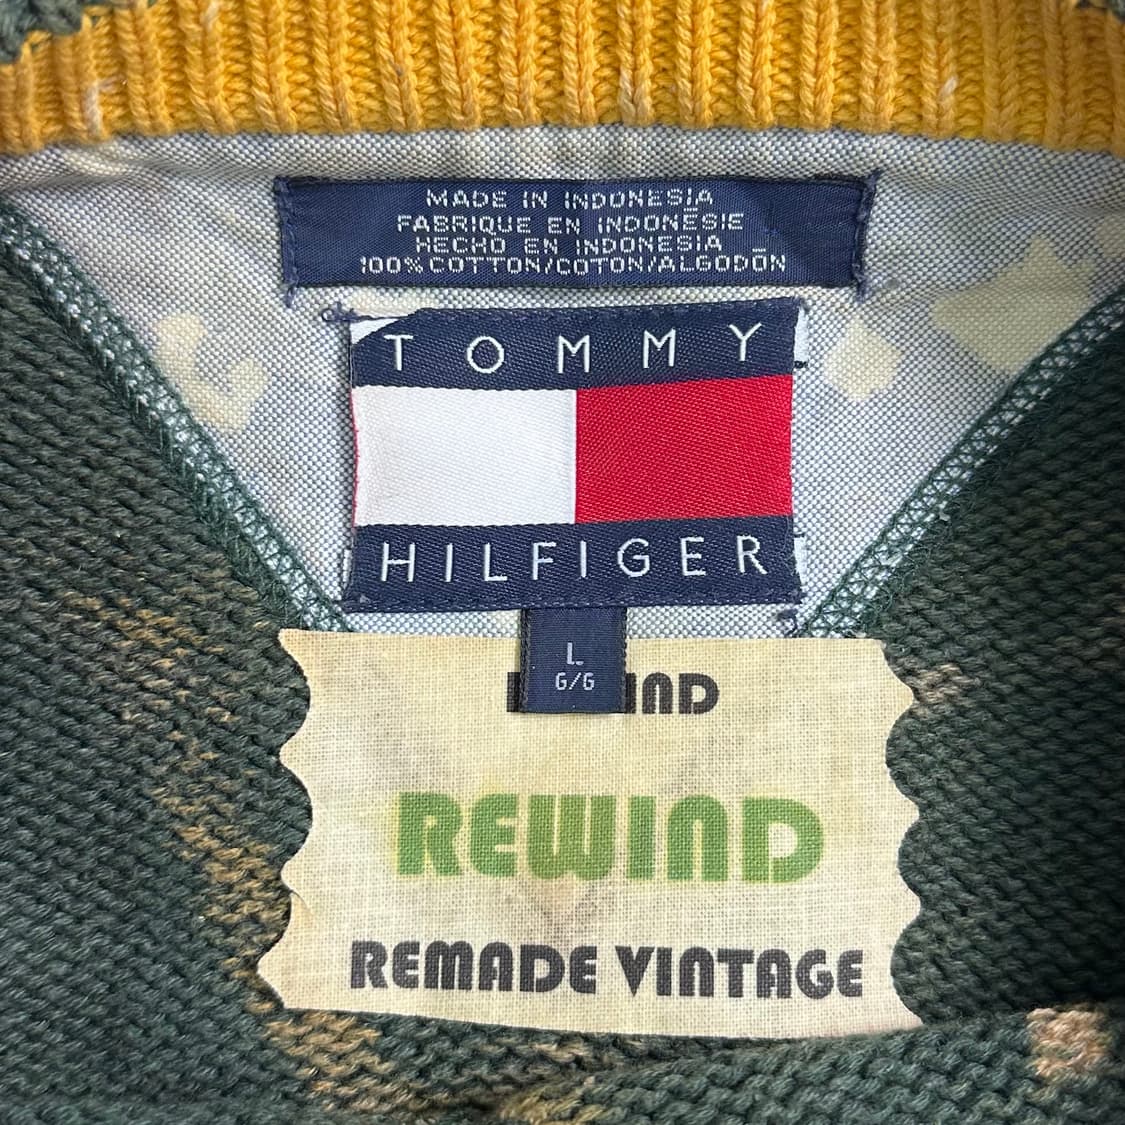 MADE IN INDONESIA
FABRIQUE EN INDONÉSIE
HECHO EN INDONESIA
100% COTTON/COTON/ALGODÓN
TOMMY
HILFIGER
L
G/G
REWIND
REMADE VINTAGE